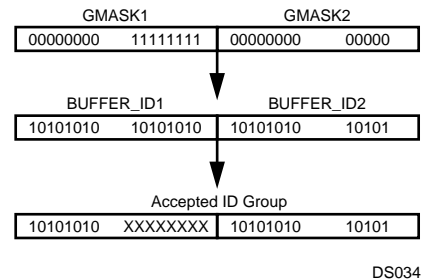 GMASK1 GMASK2
00000000 11111111 00000000 00000
BUFFER_ID1 BUFFER_ID2
10101010 10101010 10101010 10101
Accepted ID Group
10101010 XXXXXXXX 10101010 10101
DS034